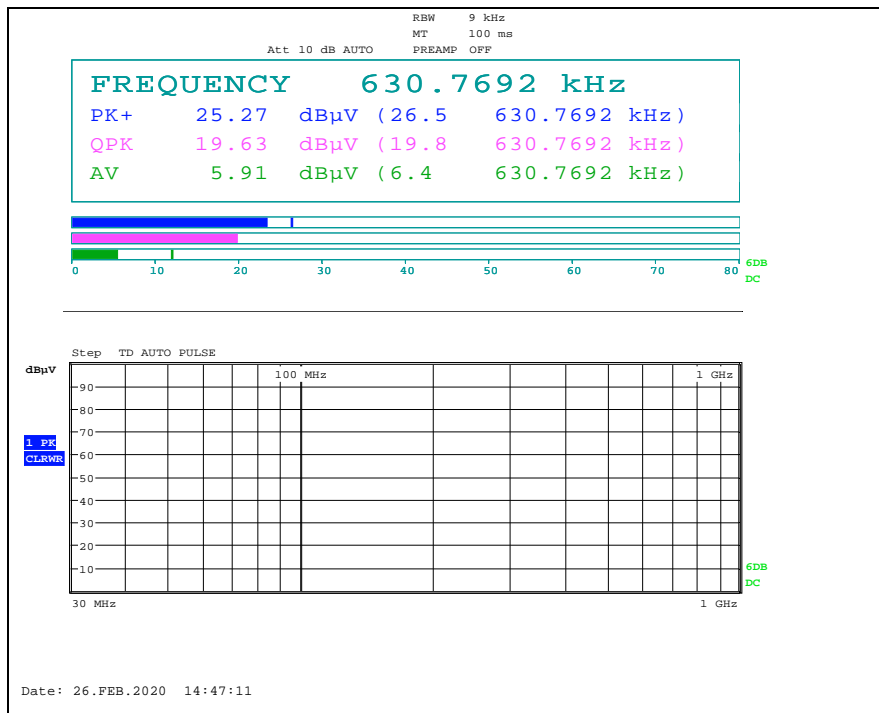 RBW 9 kHz
MT 100 ms
Att 10 dB AUTO PREAMP OFF
FREQUENCY 630.7692 kHz
PK+ 25.27 dBµV (26.5 630.7692 kHz)
QPK 19.63 dBµV (19.8 630.7692 kHz)
AV 5.91 dBµV (6.4 630.7692 kHz)
0 10 20 30 40 50 60 70 80
6DB
DC
Step TD AUTO PULSE
dBµV
100 MHz 1 GHz
90
80
70
1 PK
CLRWR
60
50
40
30
20
10
6DB
DC
30 MHz 1 GHz
Date: 26.FEB.2020 14:47:11